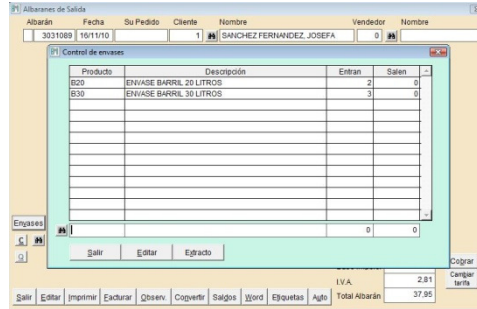 Albaranes de Salida
Albarán Fecha Su Pedido Cliente Nombre Vendedor Nombre
3031089 16/11/10 1 SANCHEZ FERNANDEZ, JOSEFA 0
Control de envases
Producto Descripción Entran Salen
B20 ENVASE BARRIL 20 LITROS 2 0
B30 ENVASE BARRIL 30 LITROS 3 0
0 0
Envases
Salir Editar Extracto
C
Q
Cobrar
I.V.A. 2,81
Cambiar tarifa
Salir Editar Imprimir Facturar Observ. Convertir Saldos Word Etiquetas Auto Total Albarán 37,95